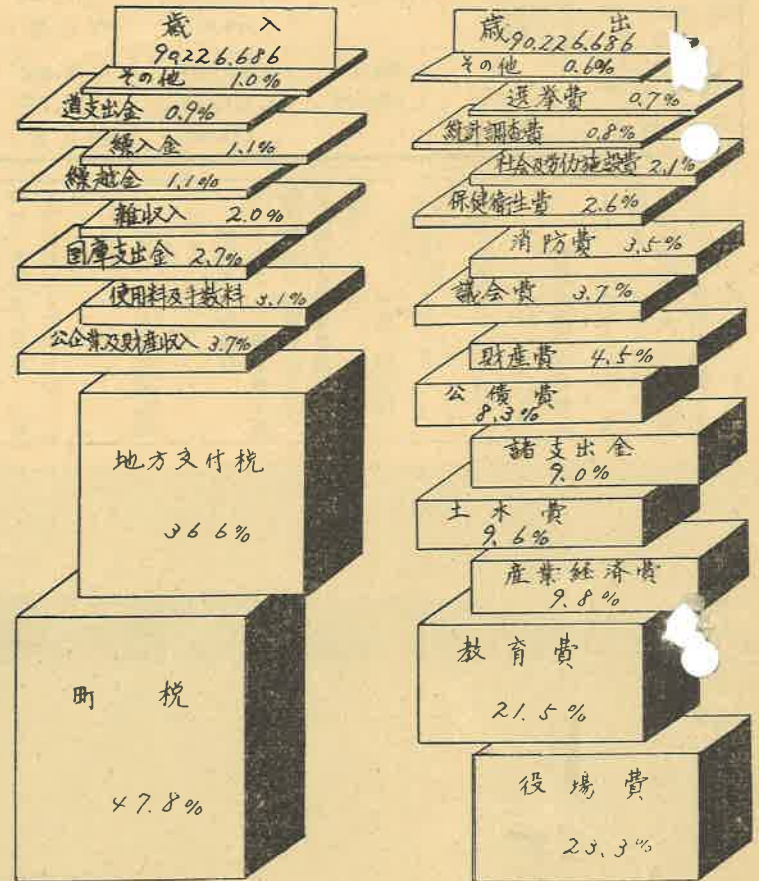 歳入
90,226,686
その他 1.0%
道支出金 0.9%
繰入金 1.1%
繰越金 1.1%
雑収入 2.0%
国庫支出金 2.7%
使用料及手数料 3.1%
公企業及財産収入 3.7%
地方交付税
36.6%
町税
47.8%
歳出
90,226,686
その他 0.6%
選挙費 0.7%
統計調査費 0.8%
社会及労仂施設費 2.1%
保健衛生費 2.6%
消防費 3.5%
議会費 3.7%
財産費 4.5%
公債費
8.3%
諸支出金
9.0%
土木費
9.6%
産業経済費
9.8%
教育費
21.5%
役場費
23.3%